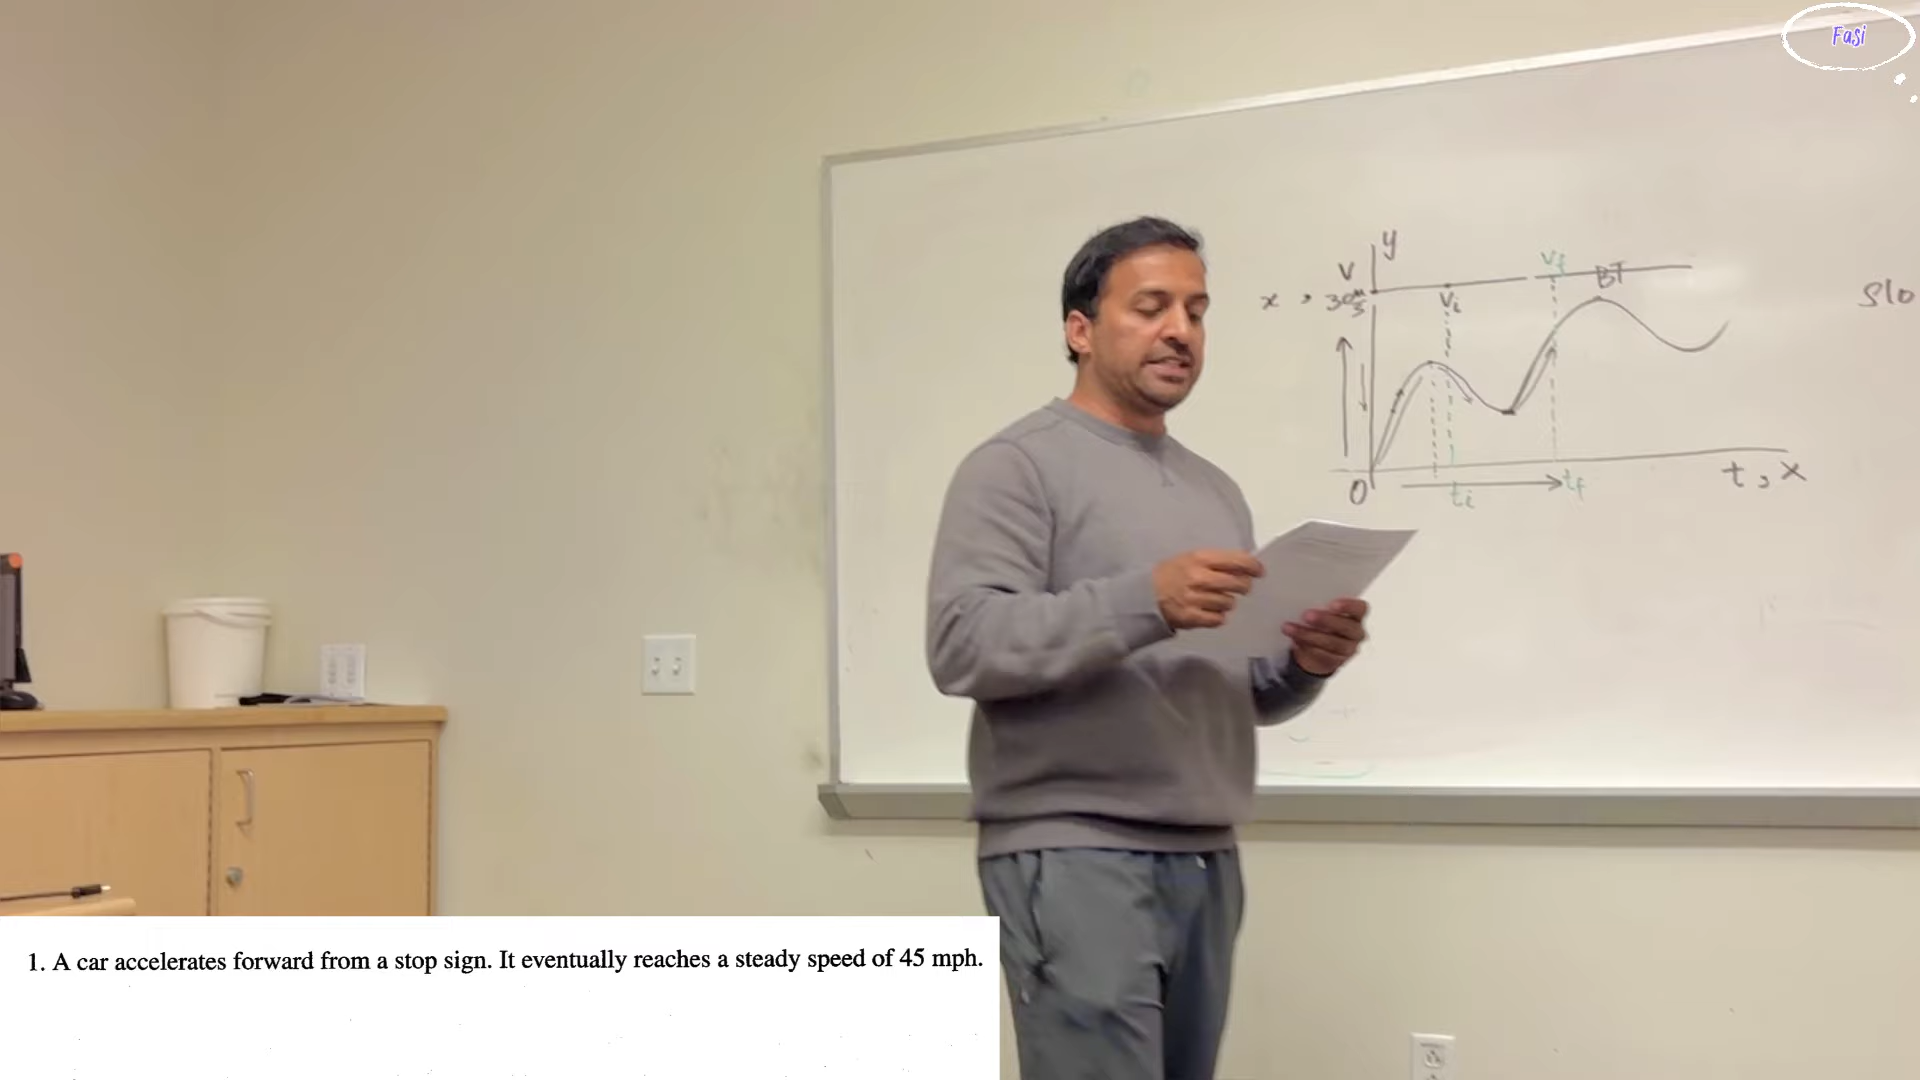 Fasi
y
V
Vf
BT
x , 30 m/s
Vi
slo
0
ti
tf
t, x
1. A car accelerates forward from a stop sign. It eventually reaches a steady speed of 45 mph.